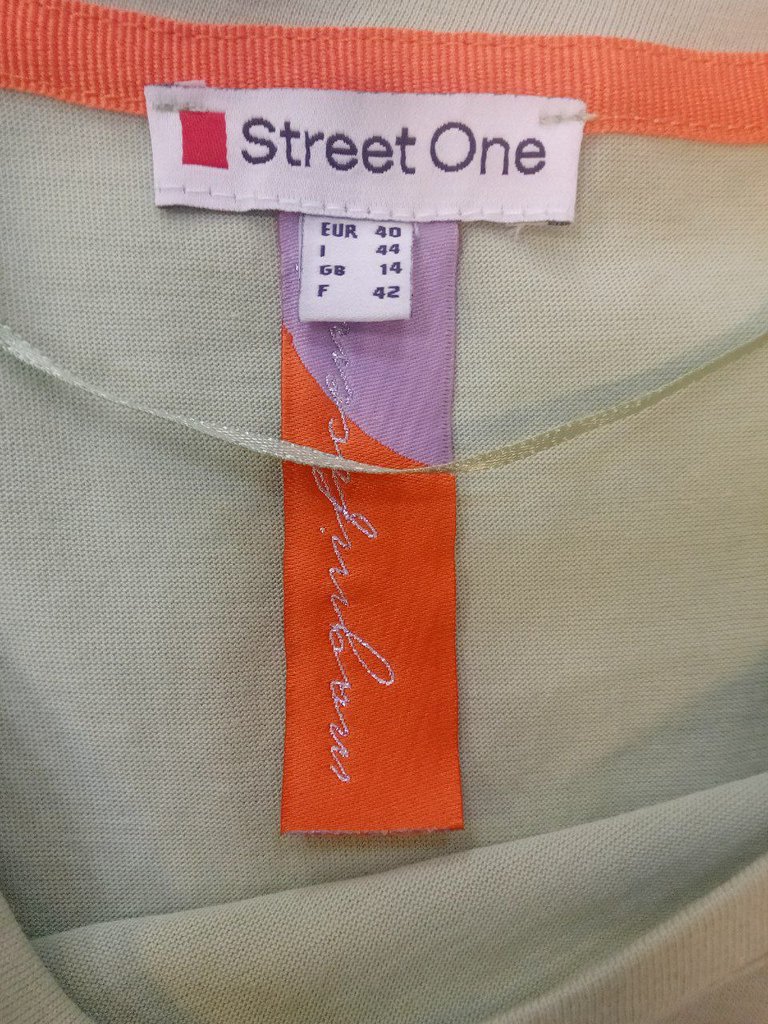 Street One
EUR 40
I 44
GB 14
F 42